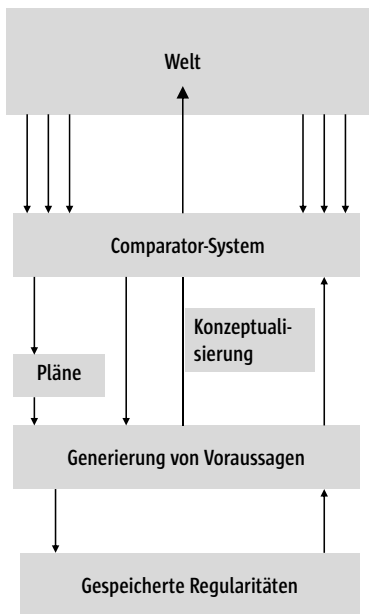 Welt
Comparator-System
Konzeptuali-
sierung
Pläne
Generierung von Voraussagen
Gespeicherte Regularitäten